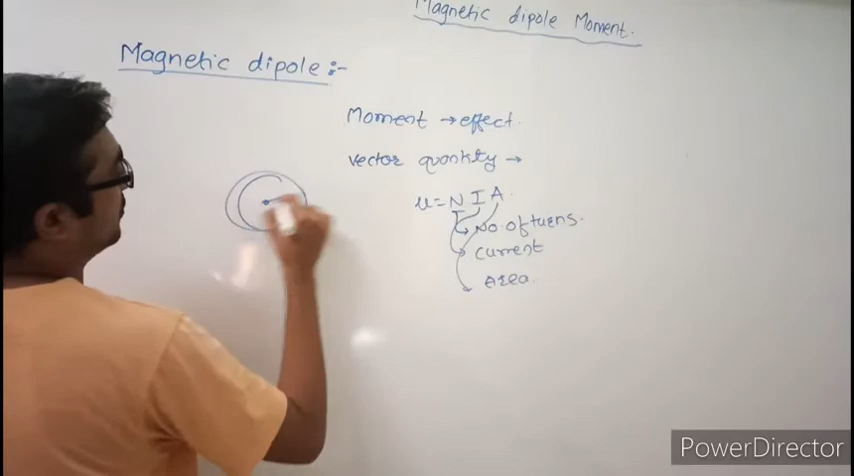 Magnetic dipole Moment.
Magnetic dipole :-
Moment → effect.
vector quantity →
μ = N I A
No. of turns.
current
Area.
PowerDirector